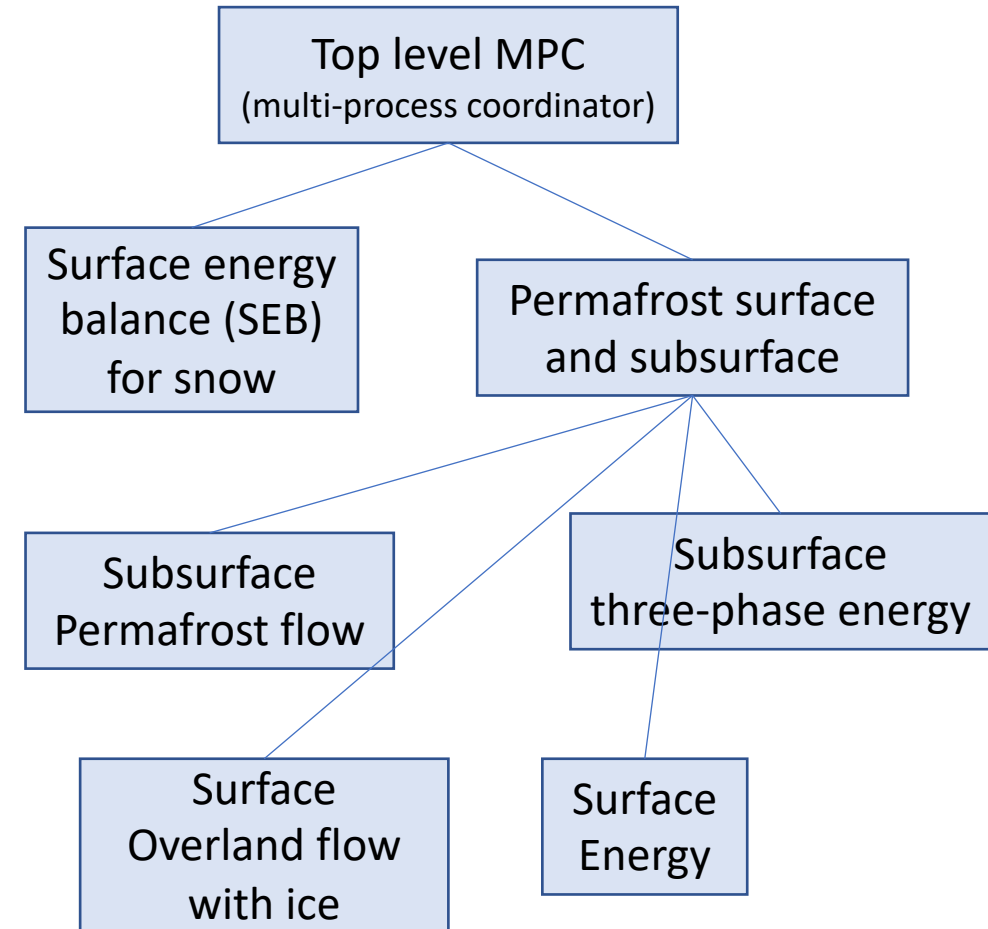 Top level MPC
(multi-process coordinator)
Surface energy
balance (SEB)
for snow
Permafrost surface
and subsurface
Subsurface
Permafrost flow
Subsurface
three-phase energy
Surface
Overland flow
with ice
Surface
Energy